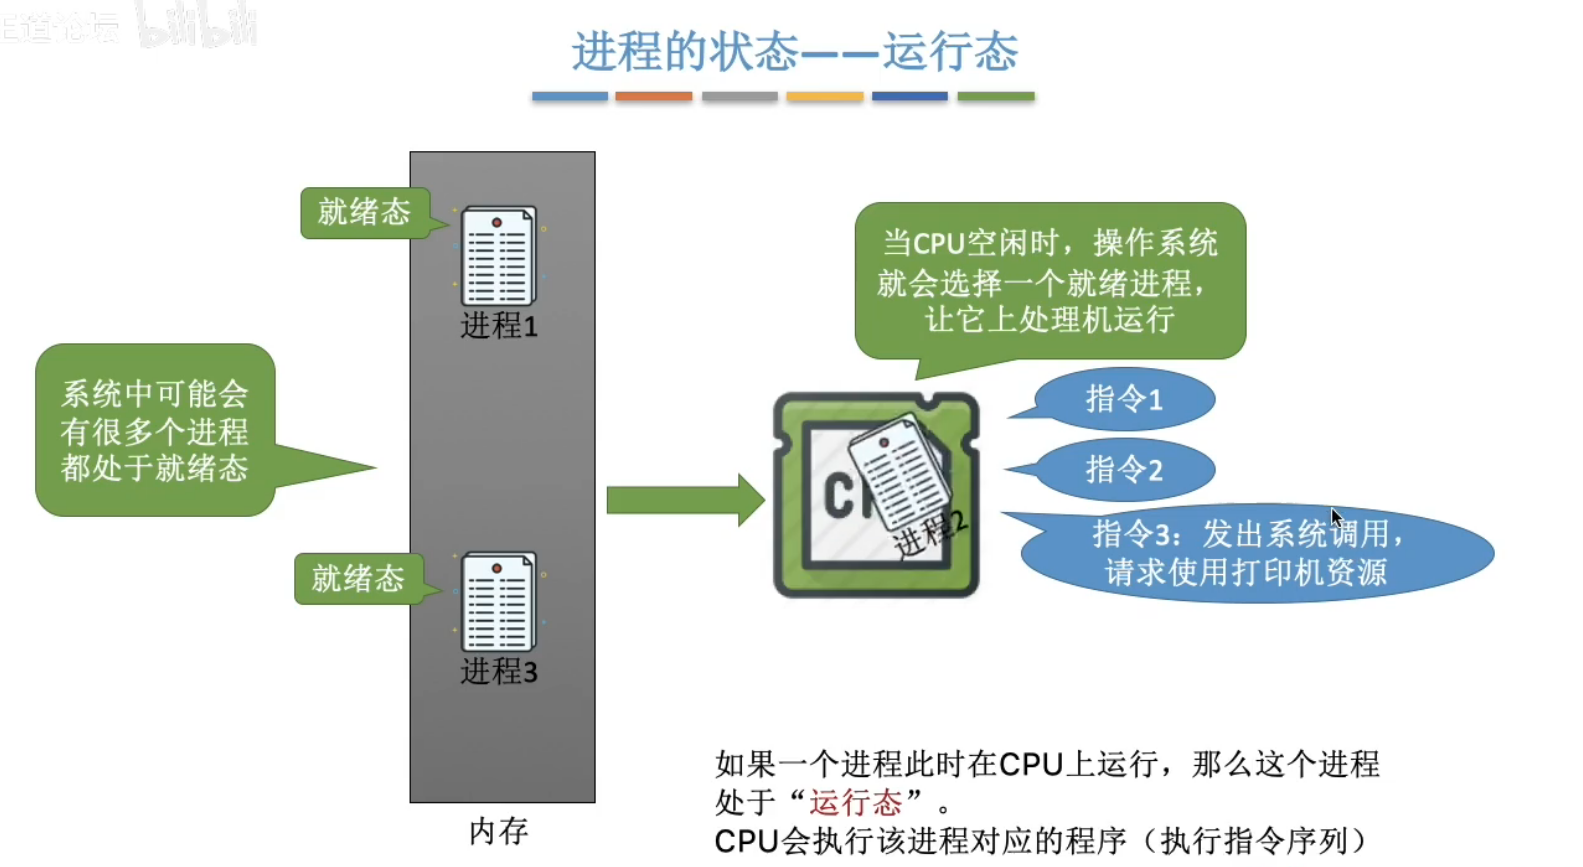 王道论坛 bilibili
进程的状态——运行态
就绪态
进程1
系统中可能会
有很多个进程
都处于就绪态
就绪态
进程3
内存
当CPU空闲时，操作系统
就会选择一个就绪进程，
让它上处理机运行
进程2
指令1
指令2
指令3：发出系统调用，
请求使用打印机资源
如果一个进程此时在CPU上运行，那么这个进程
处于“运行态”。
CPU会执行该进程对应的程序（执行指令序列）